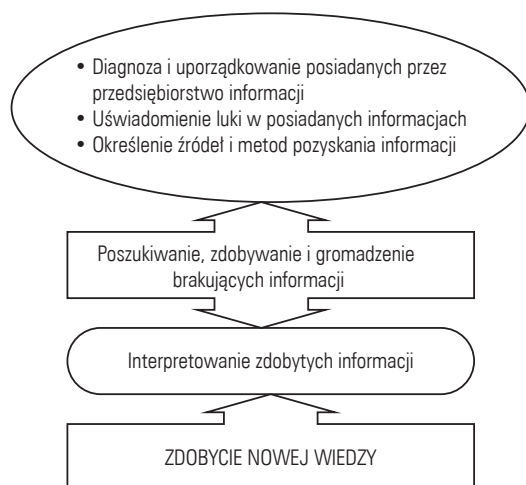 • Diagnoza i uporządkowanie posiadanych przez
przedsiębiorstwo informacji
• Uświadomienie luki w posiadanych informacjach
• Określenie źródeł i metod pozyskania informacji
Poszukiwanie, zdobywanie i gromadzenie
brakujących informacji
Interpretowanie zdobytych informacji
ZDOBYCIE NOWEJ WIEDZY